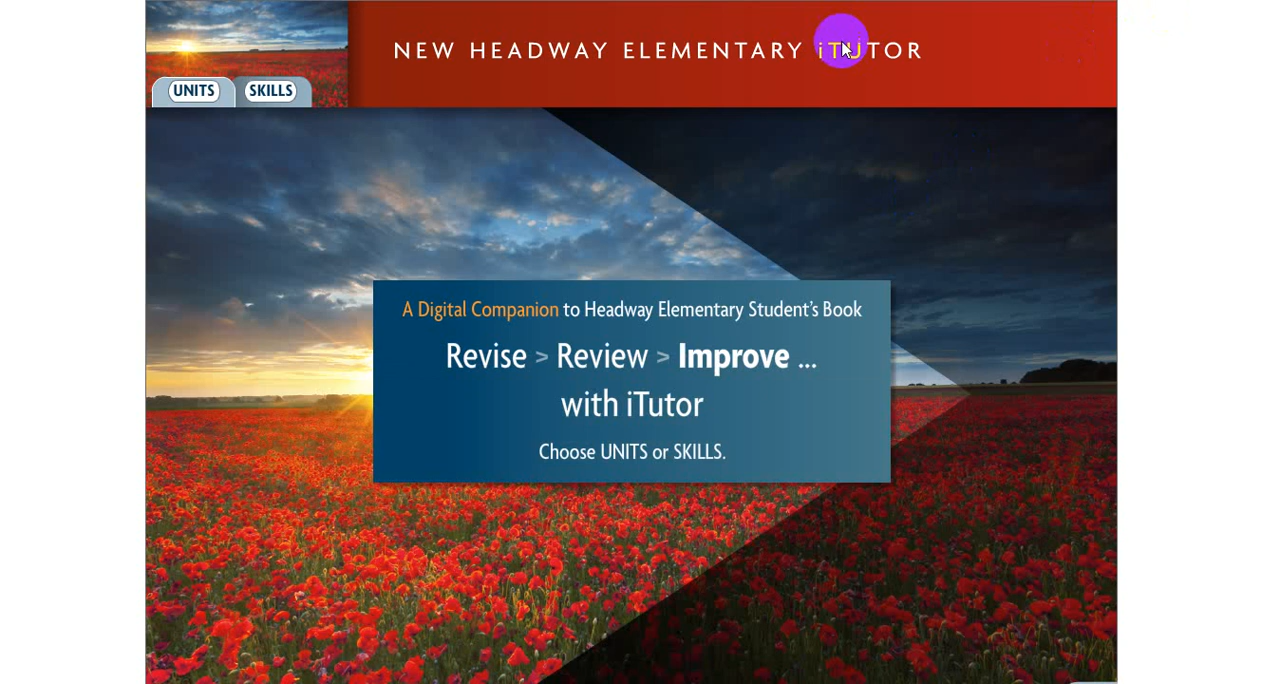 NEW HEADWAY ELEMENTARY iTUTOR
UNITS SKILLS
A Digital Companion to Headway Elementary Student's Book
Revise > Review > Improve ...
with iTutor
Choose UNITS or SKILLS.